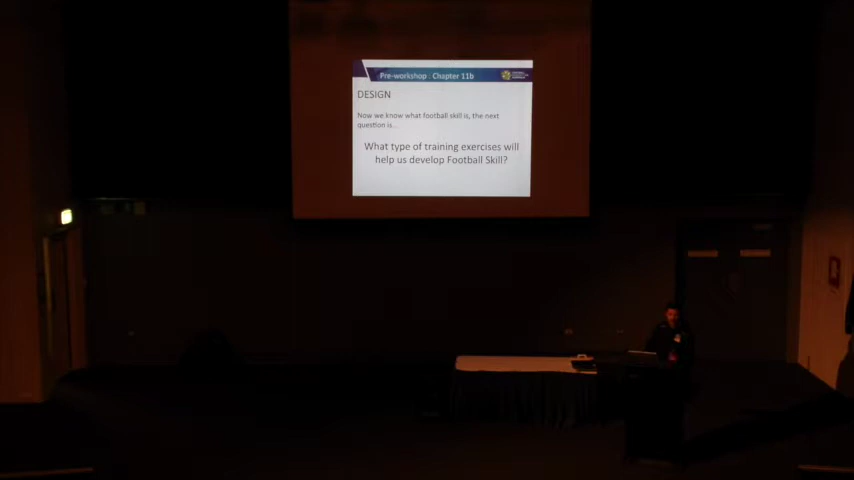 Pre-workshop : Chapter 11b
DESIGN
Now we know what football skill is, the next
question is...
What type of training exercises will
help us develop Football Skill?